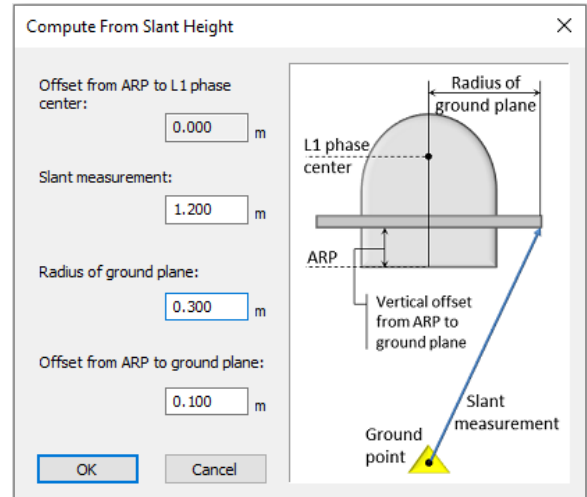 Compute From Slant Height
Offset from ARP to L1 phase
center:
0.000 m
Slant measurement:
1.200 m
Radius of ground plane:
0.300 m
Offset from ARP to ground plane:
0.100 m
OK Cancel
Radius of
ground plane
L1 phase
center
ARP
Vertical offset
from ARP to
ground plane
Slant
measurement
Ground
point